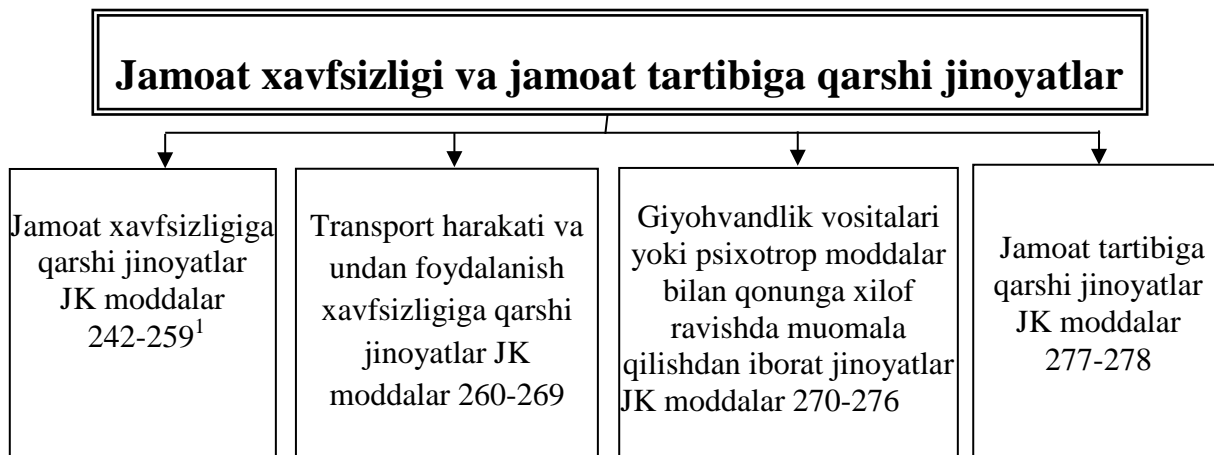 Jamoat xavfsizligi va jamoat tartibiga qarshi jinoyatlar
Jamoat xavfsizligiga
qarshi jinoyatlar
JK moddalar
242-259¹
Transport harakati va
undan foydalanish
xavfsizligiga qarshi
jinoyatlar JK
moddalar 260-269
Giyohvandlik vositalari
yoki psixotrop moddalar
bilan qonunga xilof
ravishda muomala
qilishdan iborat jinoyatlar
JK moddalar 270-276
Jamoat tartibiga
qarshi jinoyatlar
JK moddalar
277-278